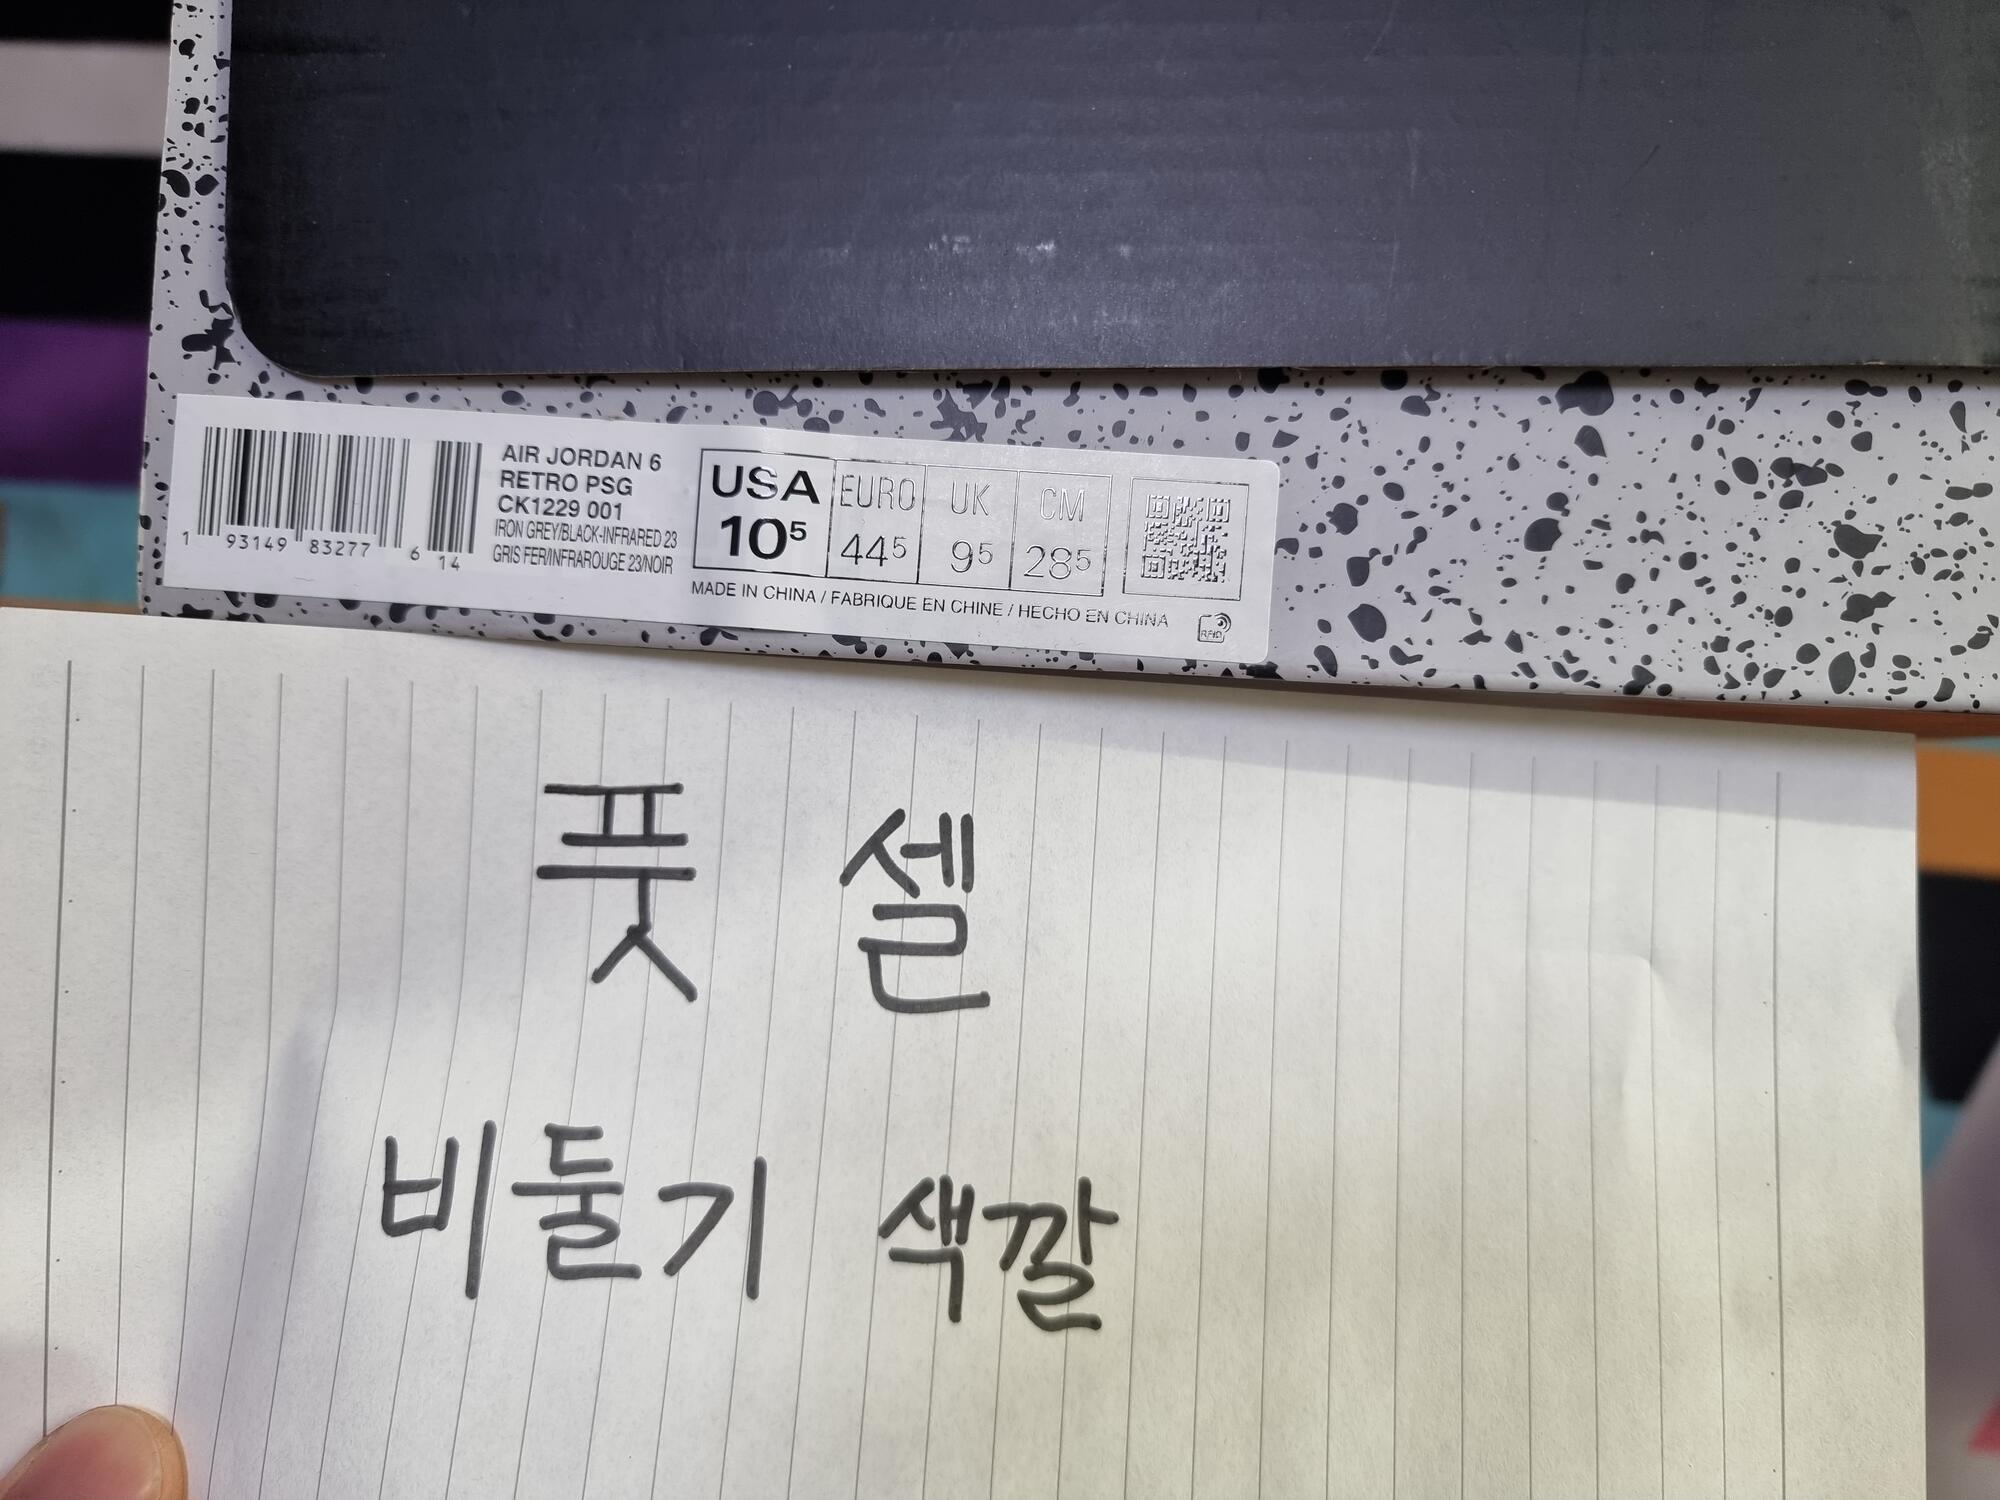 AIR JORDAN 6
RETRO PSG
CK1229 001
IRON GREY/BLACK-INFRARED 23
GRIS FER/INFRAROUGE 23/NOIR
1 93149 83277 6 14
USA EURO UK CM
10⁵ 44⁵ 9⁵ 28⁵
MADE IN CHINA / FABRIQUE EN CHINE / HECHO EN CHINA
RFID
풋 셀
비둘기 색깔